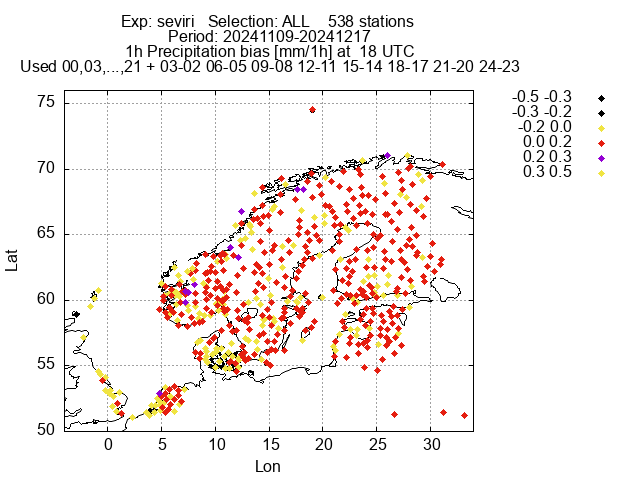 Exp: seviri Selection: ALL 538 stations
Period: 20241109-20241217
1h Precipitation bias [mm/1h] at 18 UTC
Used 00,03,...,21 + 03-02 06-05 09-08 12-11 15-14 18-17 21-20 24-23
-0.5 -0.3
-0.3 -0.2
-0.2 0.0
0.0 0.2
0.2 0.3
0.3 0.5
75
70
65
60
55
50
Lat
0 5 10 15 20 25 30
Lon